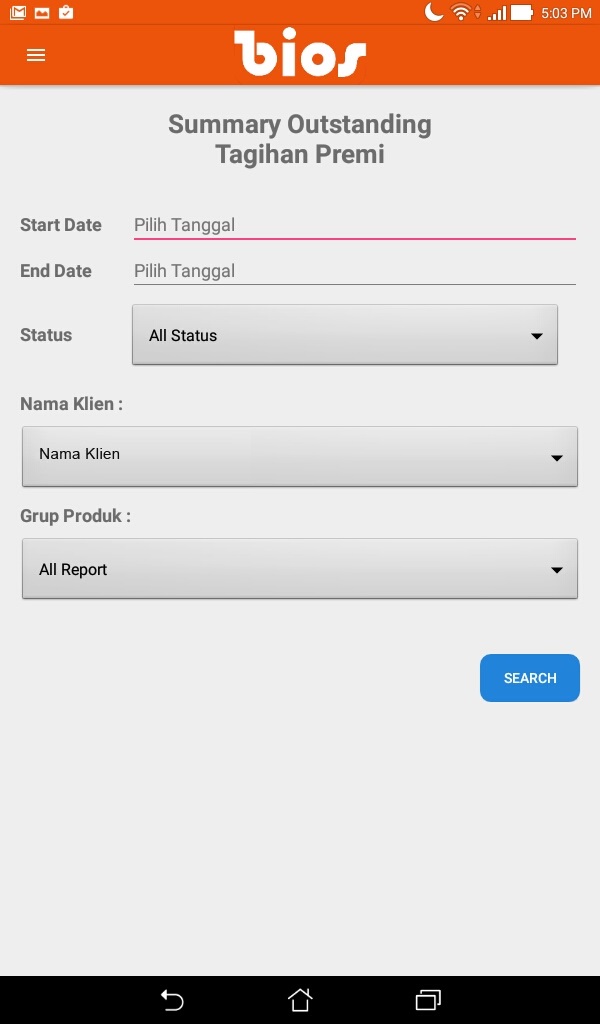 5:03 PM
bios
Summary Outstanding
Tagihan Premi
Start Date Pilih Tanggal
End Date Pilih Tanggal
Status All Status
Nama Klien :
Nama Klien
Grup Produk :
All Report
SEARCH